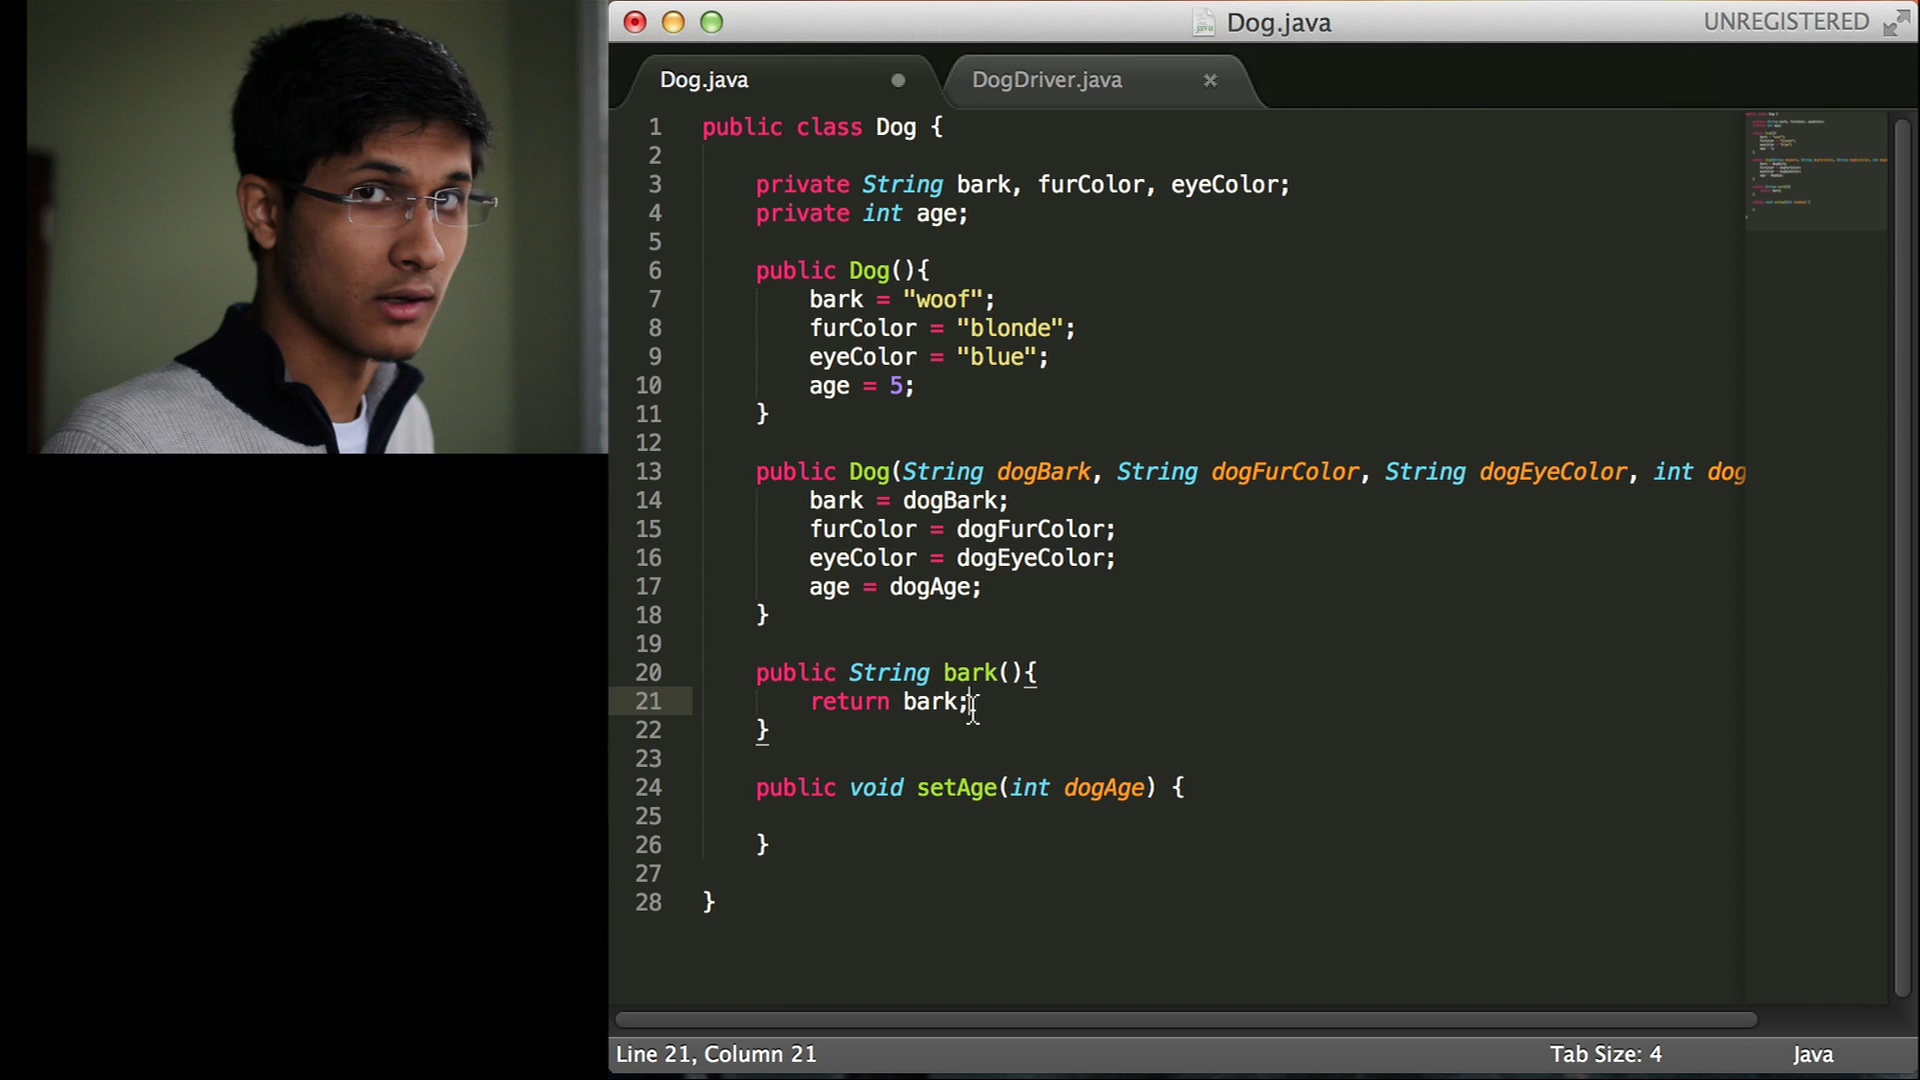 Dog.java
UNREGISTERED
Dog.java
DogDriver.java
1 public class Dog {
2
3 private String bark, furColor, eyeColor;
4 private int age;
5
6 public Dog(){
7 bark = "woof";
8 furColor = "blonde";
9 eyeColor = "blue";
10 age = 5;
11 }
12
13 public Dog(String dogBark, String dogFurColor, String dogEyeColor, int dog
14 bark = dogBark;
15 furColor = dogFurColor;
16 eyeColor = dogEyeColor;
17 age = dogAge;
18 }
19
20 public String bark(){
21 return bark;
22 }
23
24 public void setAge(int dogAge) {
25
26 }
27
28 }
Line 21, Column 21
Tab Size: 4
Java